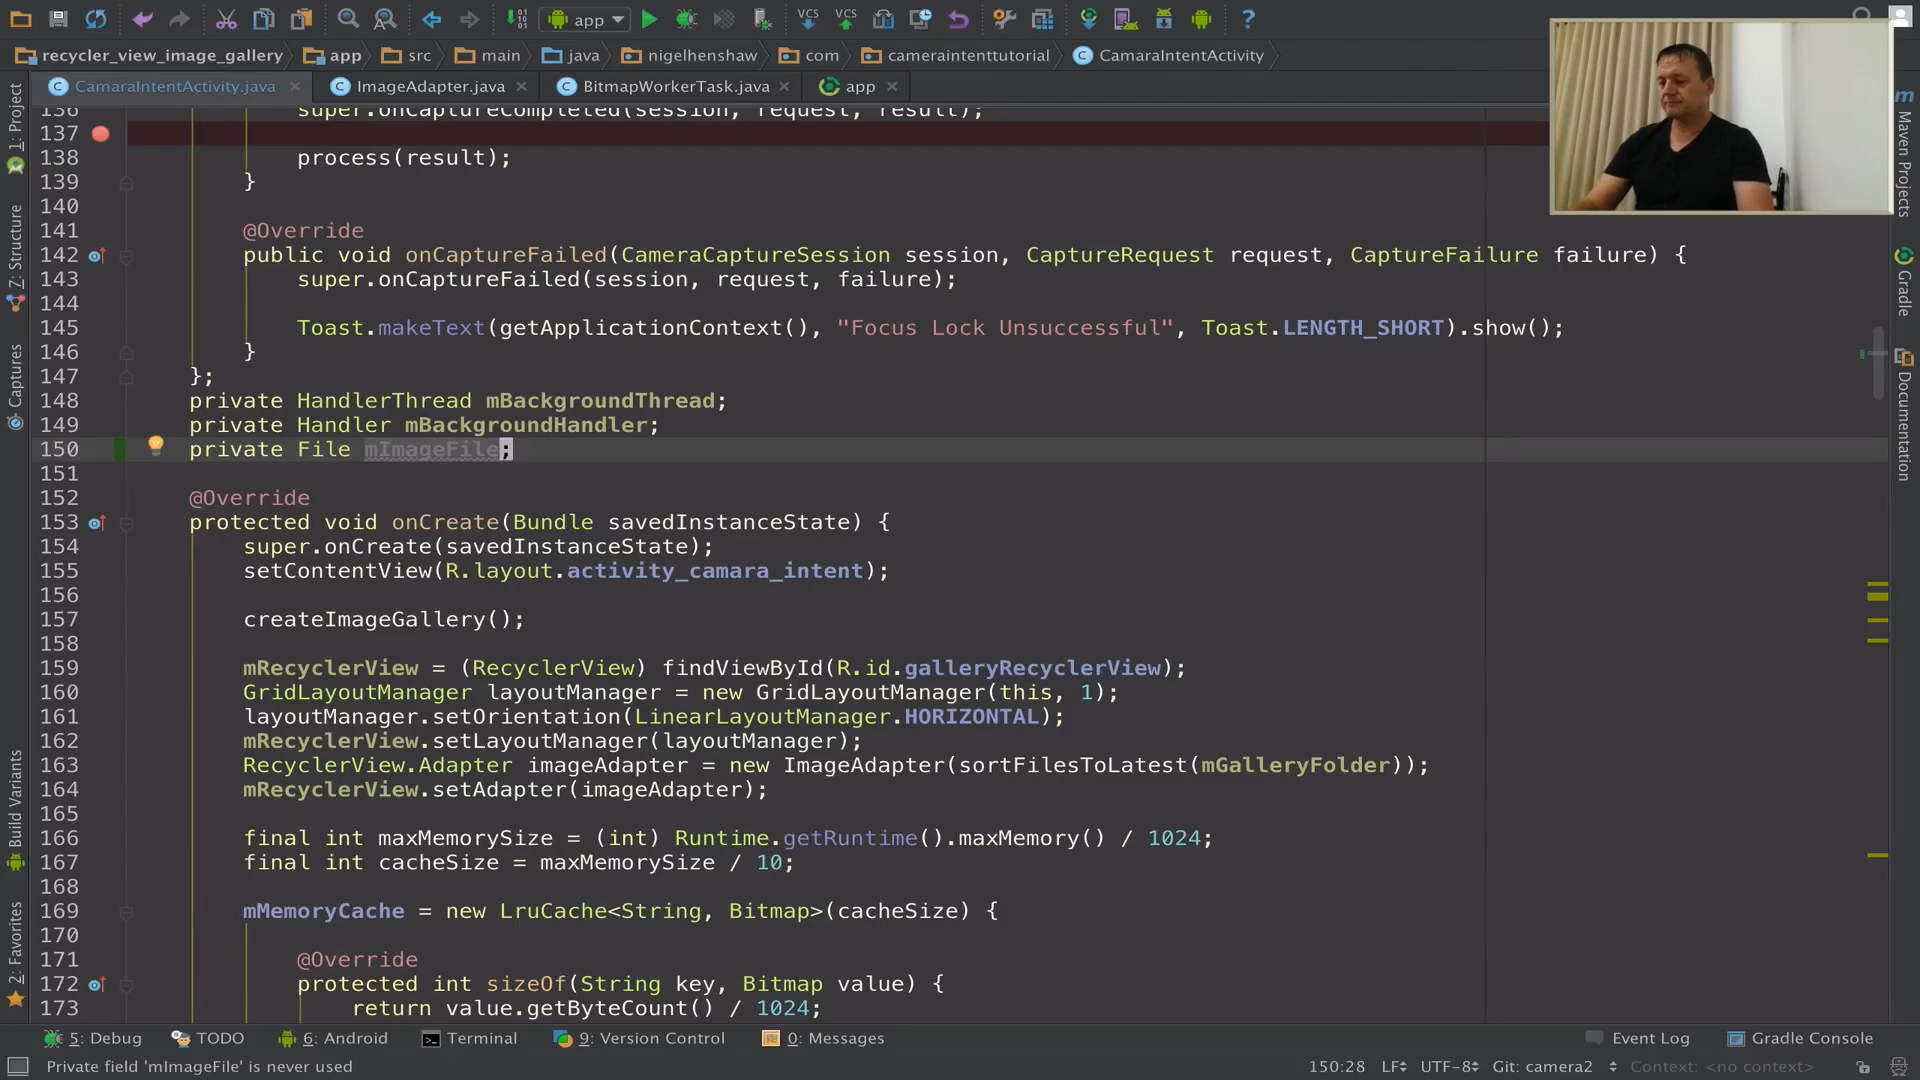 app
VCS
VCS
recycler_view_image_gallery
app
src
main
java
nigelhenshaw
com
cameraintenttutorial
CamaraIntentActivity
CamaraIntentActivity.java
ImageAdapter.java
BitmapWorkerTask.java
app
136 super.onCaptureCompleted(session, request, result);
137
138 process(result);
139 }
140
141 @Override
142 public void onCaptureFailed(CameraCaptureSession session, CaptureRequest request, CaptureFailure failure) {
143 super.onCaptureFailed(session, request, failure);
144
145 Toast.makeText(getApplicationContext(), "Focus Lock Unsuccessful", Toast.LENGTH_SHORT).show();
146 }
147 };
148 private HandlerThread mBackgroundThread;
149 private Handler mBackgroundHandler;
150 private File mImageFile;
151
152 @Override
153 protected void onCreate(Bundle savedInstanceState) {
154 super.onCreate(savedInstanceState);
155 setContentView(R.layout.activity_camara_intent);
156
157 createImageGallery();
158
159 mRecyclerView = (RecyclerView) findViewById(R.id.galleryRecyclerView);
160 GridLayoutManager layoutManager = new GridLayoutManager(this, 1);
161 layoutManager.setOrientation(LinearLayoutManager.HORIZONTAL);
162 mRecyclerView.setLayoutManager(layoutManager);
163 RecyclerView.Adapter imageAdapter = new ImageAdapter(sortFilesToLatest(mGalleryFolder));
164 mRecyclerView.setAdapter(imageAdapter);
165
166 final int maxMemorySize = (int) Runtime.getRuntime().maxMemory() / 1024;
167 final int cacheSize = maxMemorySize / 10;
168
169 mMemoryCache = new LruCache<String, Bitmap>(cacheSize) {
170
171 @Override
172 protected int sizeOf(String key, Bitmap value) {
173 return value.getByteCount() / 1024;
1: Project
Z: Structure
Captures
Build Variants
2: Favorites
m
Maven Projects
Gradle
Documentation
5: Debug
TODO
6: Android
Terminal
9: Version Control
0: Messages
Event Log
Gradle Console
Private field 'mImageFile' is never used
150:28
LF
UTF-8
Git: camera2
Context: <no context>